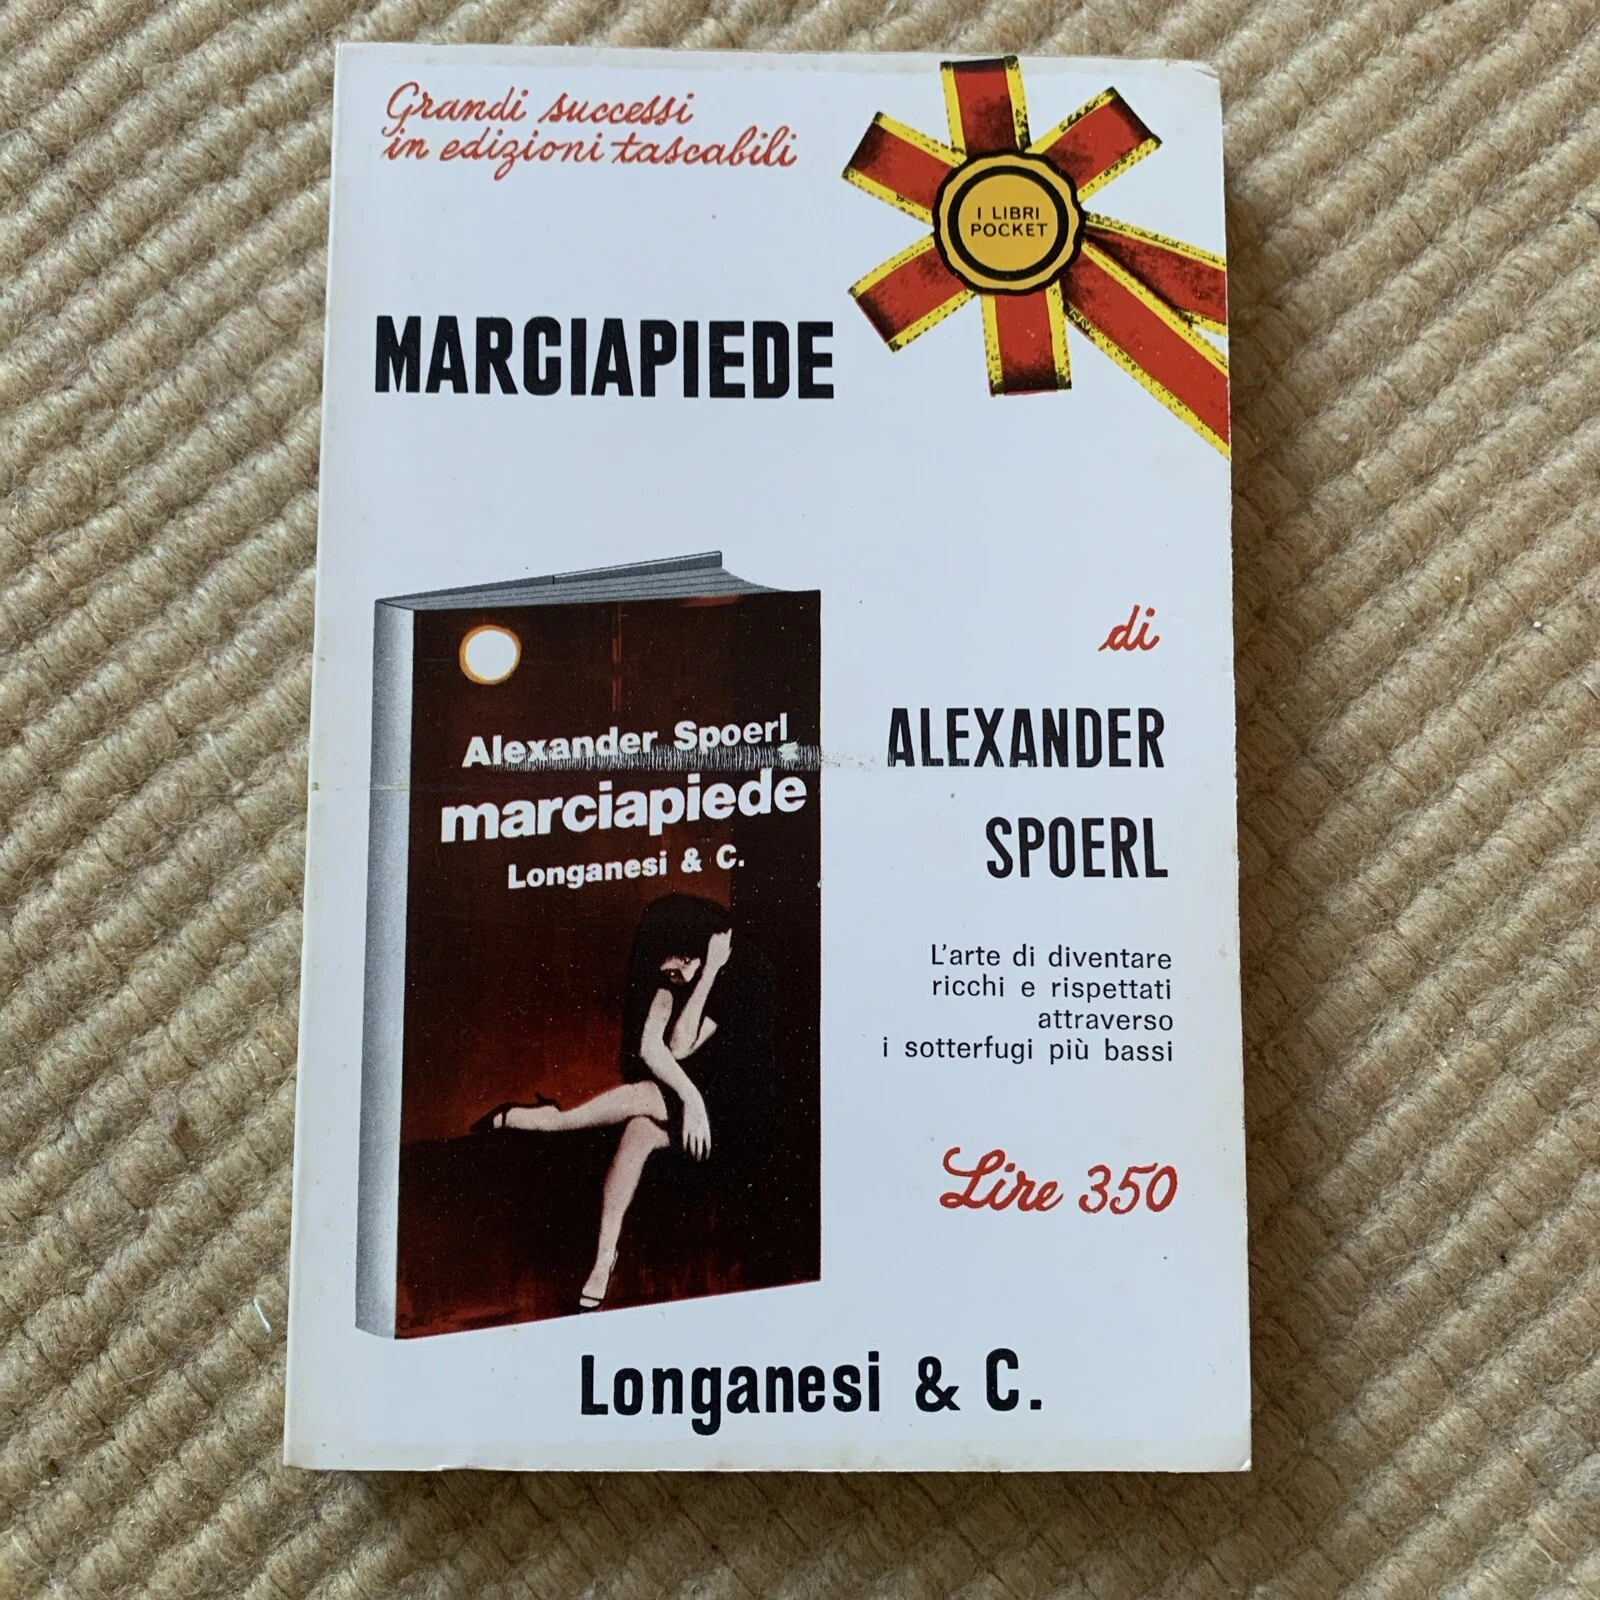 Grandi successi
in edizioni tascabili
I LIBRI
POCKET
MARCIAPIEDE
Alexander Spoerl
marciapiede
Longanesi & C.
di
ALEXANDER
SPOERL
L'arte di diventare
ricchi e rispettati
attraverso
i sotterfugi più bassi
Lire 350
Longanesi & C.